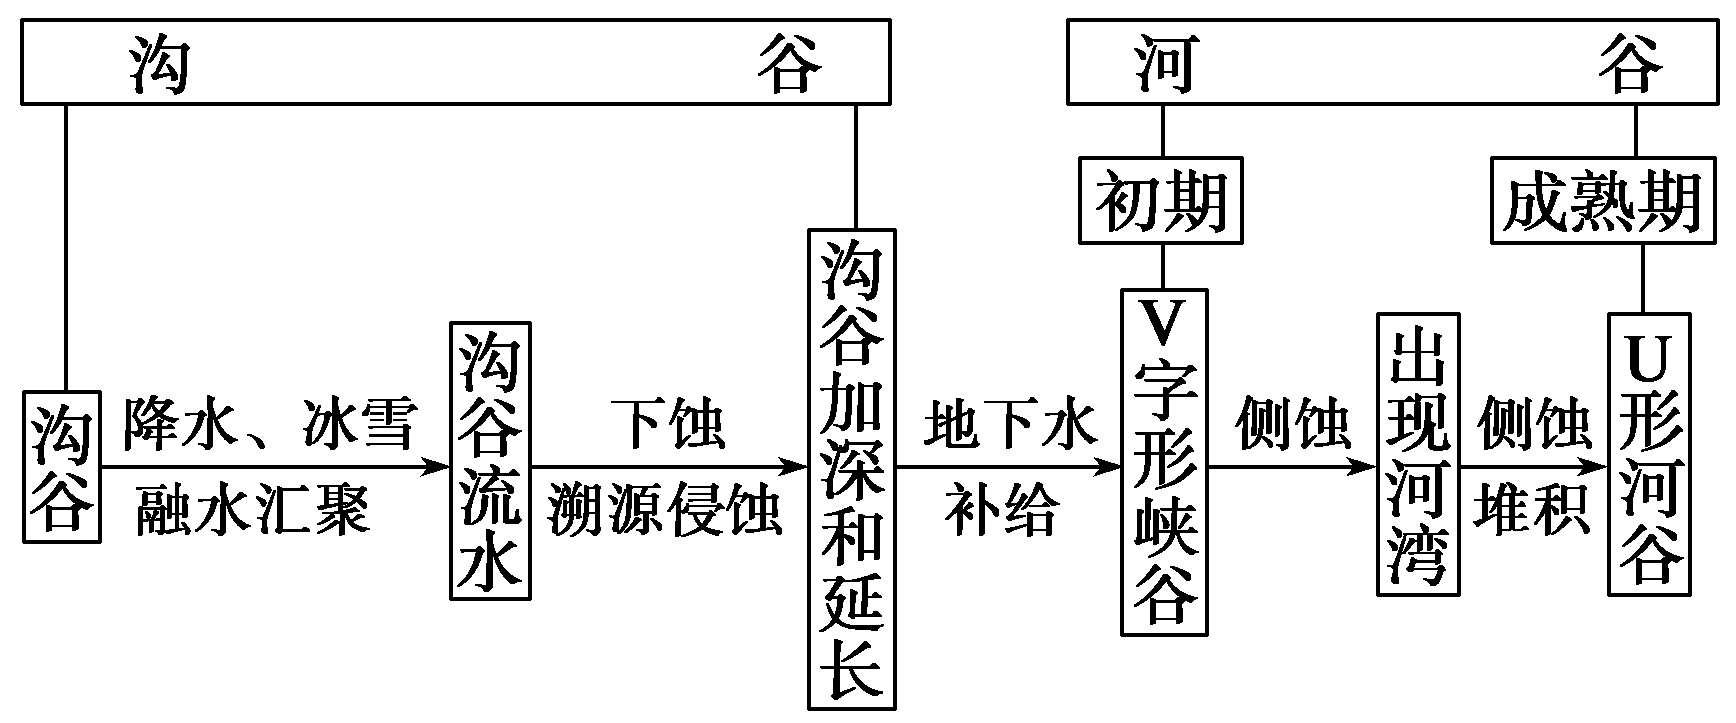 沟 谷
河 谷
初期
成熟期
沟谷
降水、冰雪
融水汇聚
沟谷流水
下蚀
溯源侵蚀
沟谷加深和延长
地下水
补给
V字形峡谷
侧蚀
出现河湾
侧蚀
堆积
U形河谷